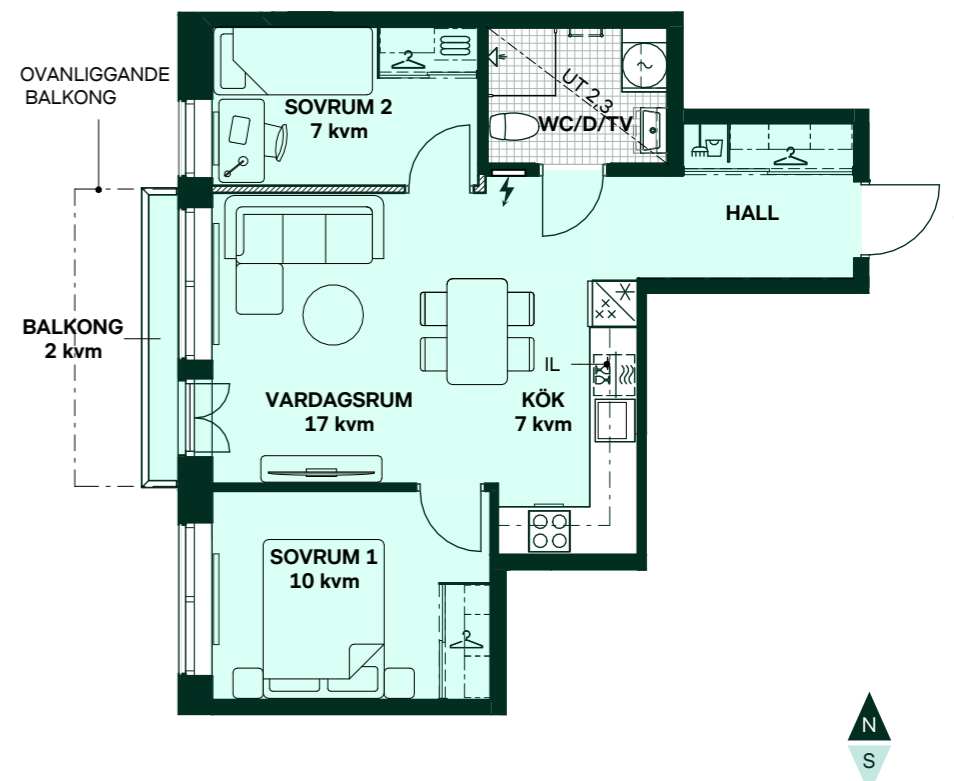 OVANLIGGANDE
BALKONG
SOVRUM 2
7 kvm
UT 2,3
WC/D/TV
HALL
BALKONG
2 kvm
IL
VARDAGSRUM
17 kvm
KÖK
7 kvm
SOVRUM 1
10 kvm
N
S